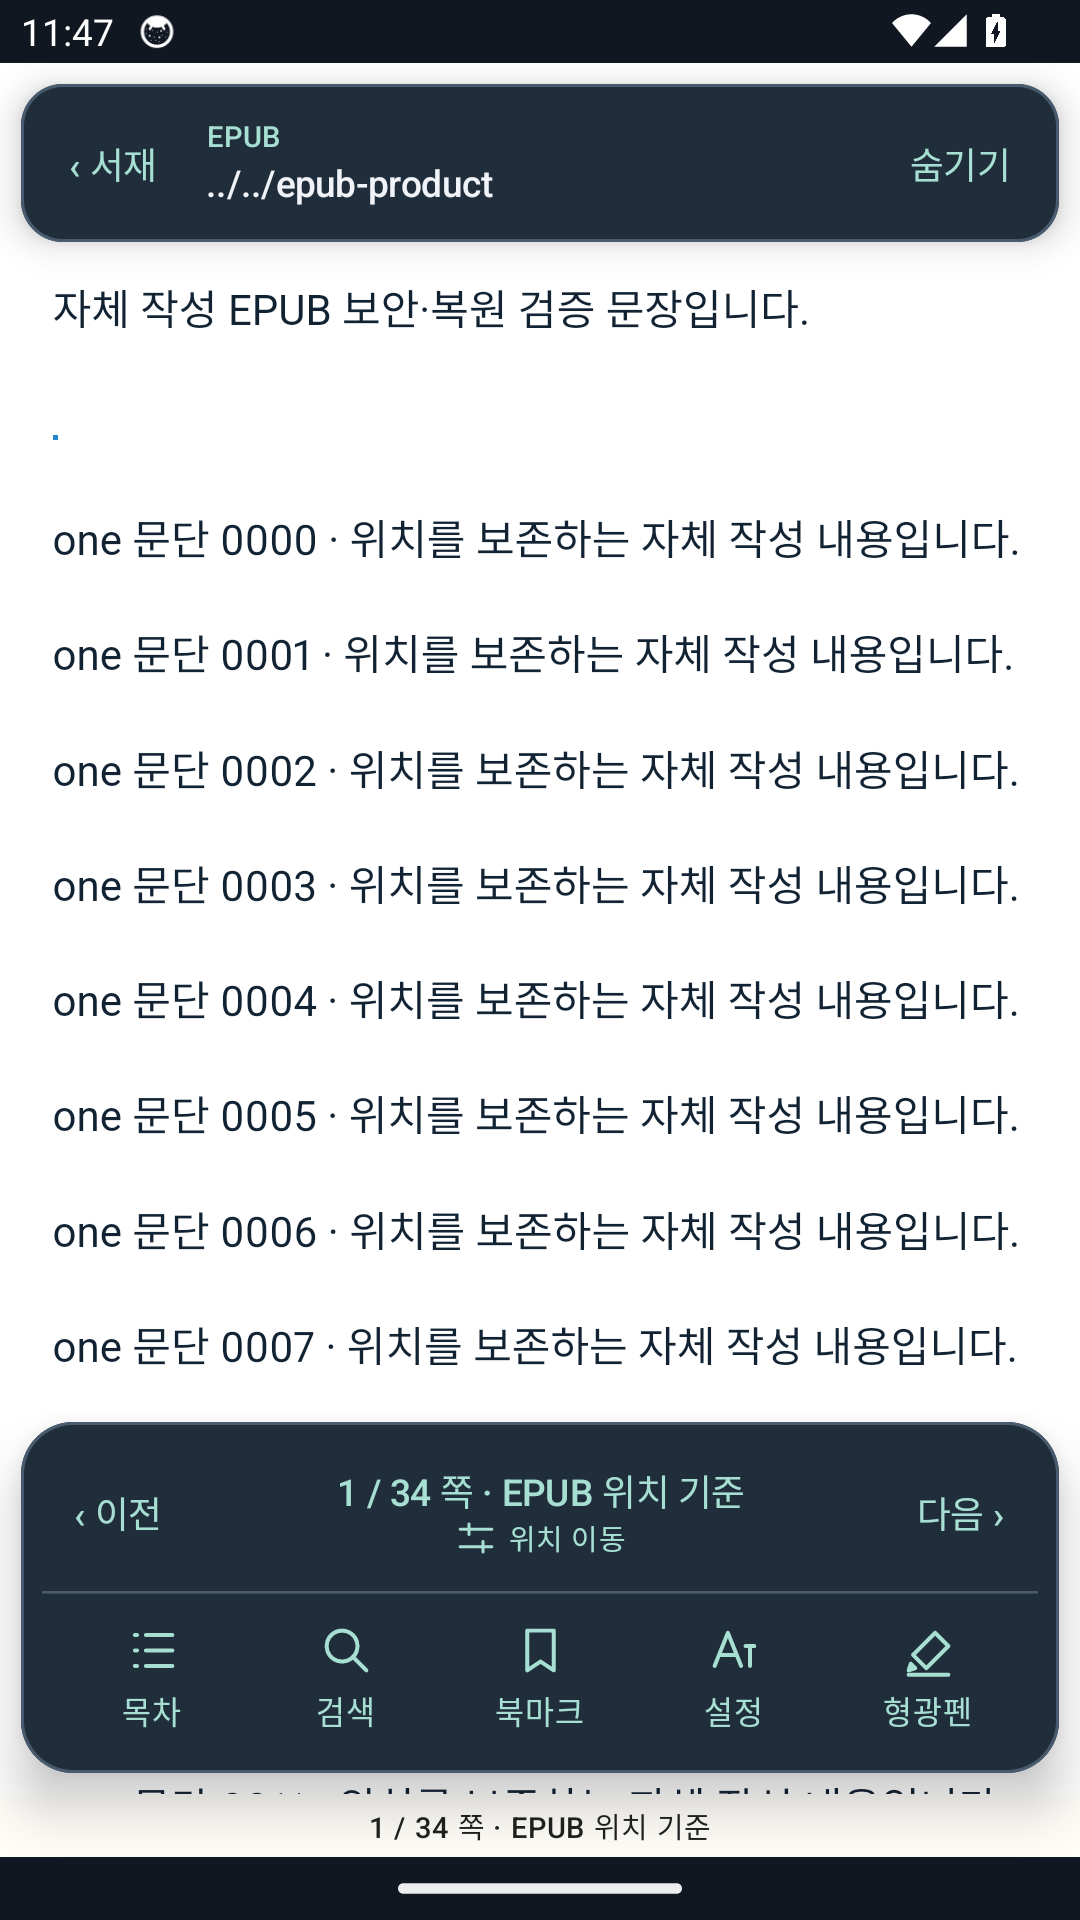 11:47
‹ 서재
EPUB
../../epub-product
숨기기
자체 작성 EPUB 보안·복원 검증 문장입니다.
one 문단 0000 · 위치를 보존하는 자체 작성 내용입니다.
one 문단 0001 · 위치를 보존하는 자체 작성 내용입니다.
one 문단 0002 · 위치를 보존하는 자체 작성 내용입니다.
one 문단 0003 · 위치를 보존하는 자체 작성 내용입니다.
one 문단 0004 · 위치를 보존하는 자체 작성 내용입니다.
one 문단 0005 · 위치를 보존하는 자체 작성 내용입니다.
one 문단 0006 · 위치를 보존하는 자체 작성 내용입니다.
one 문단 0007 · 위치를 보존하는 자체 작성 내용입니다.
‹ 이전
1 / 34 쪽 · EPUB 위치 기준
위치 이동
다음 ›
목차
검색
북마크
설정
형광펜
1 / 34 쪽 · EPUB 위치 기준